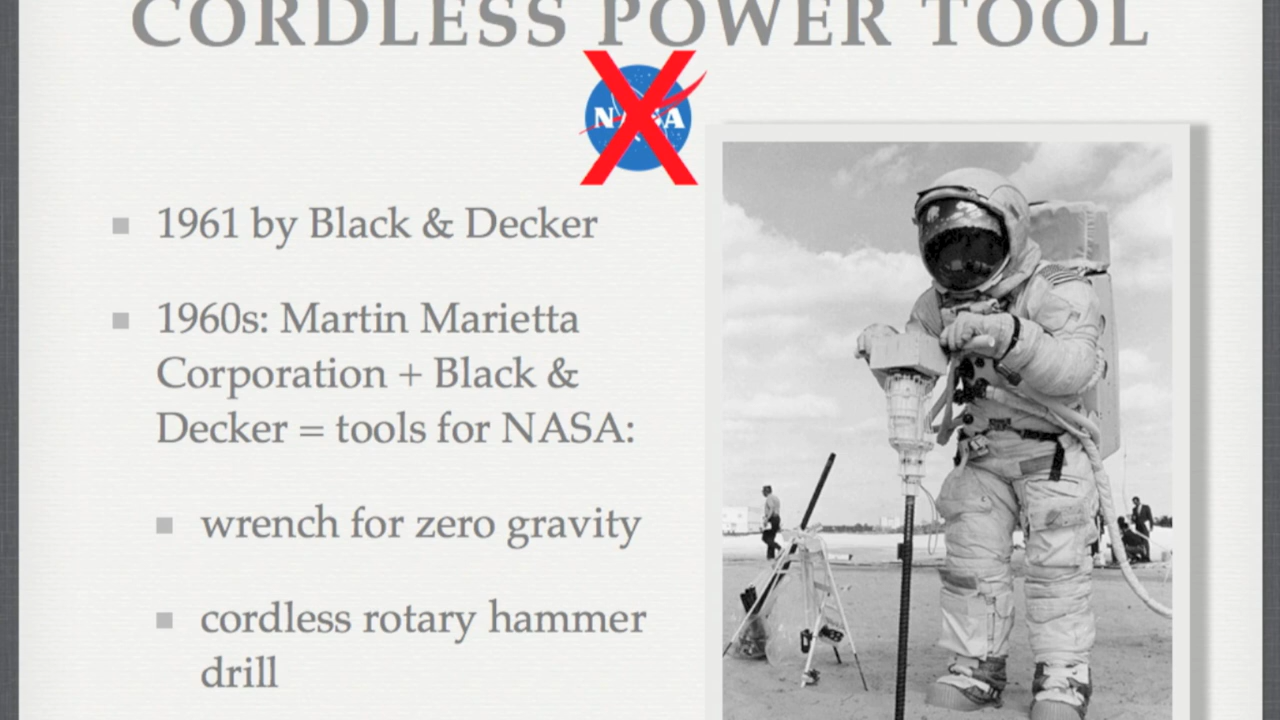 CORDLESS POWER TOOL
NASA
1961 by Black & Decker
1960s: Martin Marietta
Corporation + Black &
Decker = tools for NASA:
wrench for zero gravity
cordless rotary hammer
drill